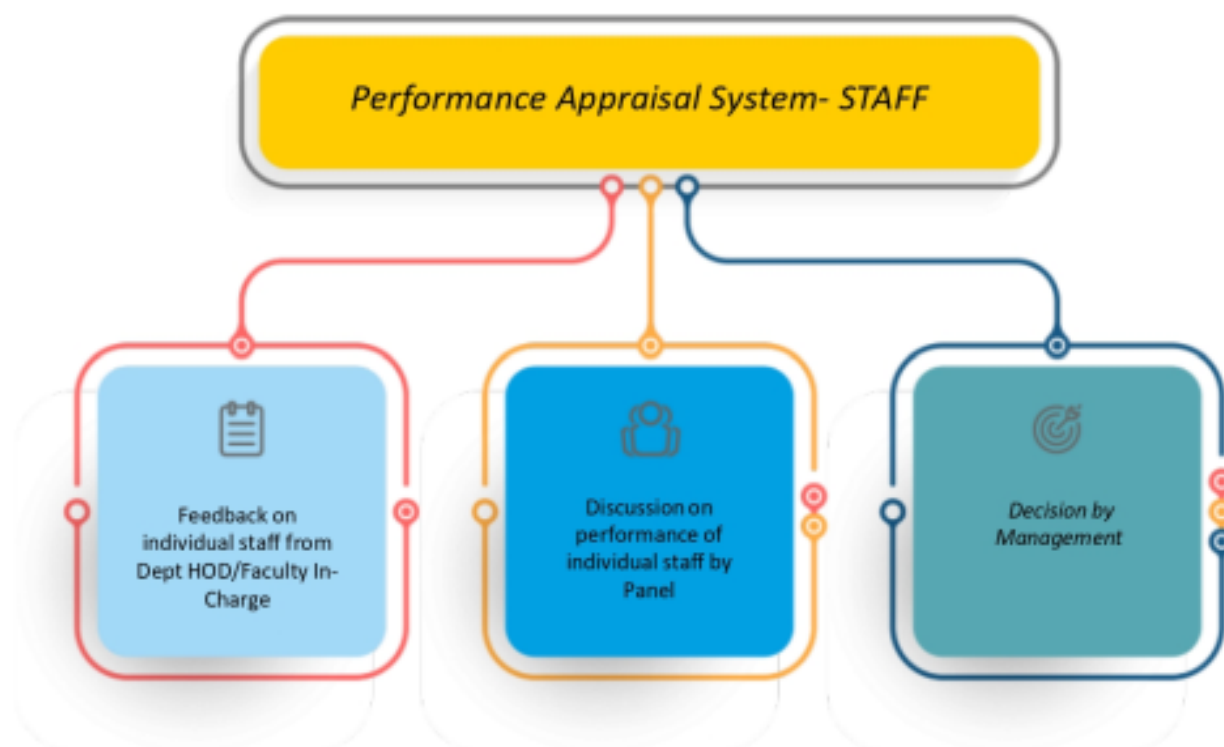 Performance Appraisal System- STAFF
Feedback on
individual staff from
Dept HOD/Faculty In-
Charge
Discussion on
performance of
individual staff by
Panel
Decision by
Management